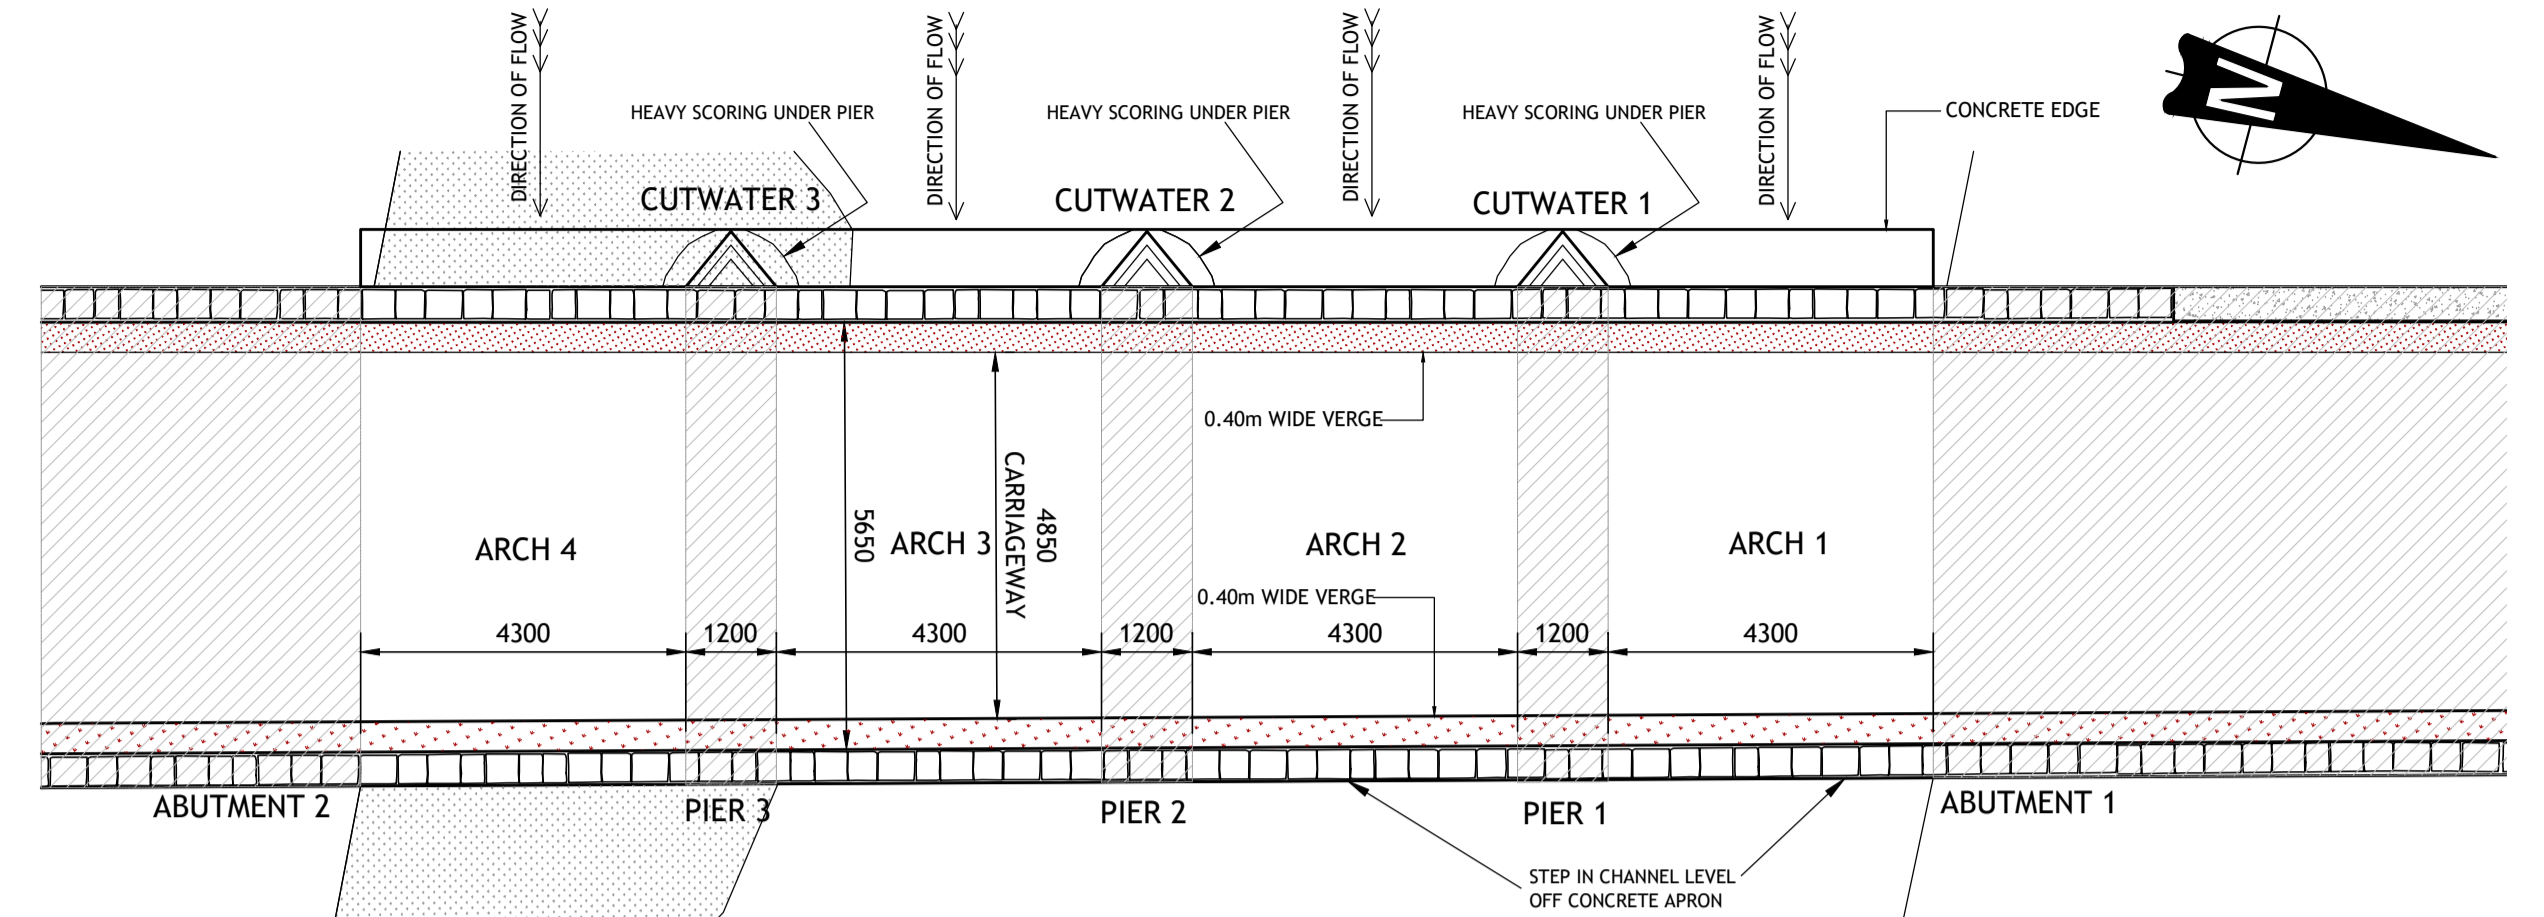 DIRECTION OF FLOW
DIRECTION OF FLOW
DIRECTION OF FLOW
DIRECTION OF FLOW
N
HEAVY SCORING UNDER PIER
HEAVY SCORING UNDER PIER
HEAVY SCORING UNDER PIER
CONCRETE EDGE
CUTWATER 3
CUTWATER 2
CUTWATER 1
0.40m WIDE VERGE
5650
4850
CARRIAGEWAY
ARCH 4
ARCH 3
ARCH 2
ARCH 1
0.40m WIDE VERGE
4300
1200
4300
1200
4300
1200
4300
ABUTMENT 2
PIER 3
PIER 2
PIER 1
ABUTMENT 1
STEP IN CHANNEL LEVEL
OFF CONCRETE APRON